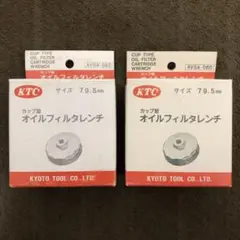 CUP TYPE
OIL FILTER
CARTRIDGE
WRENCH
AVSA-080
KTC
サイズ 79.5mm
カップ型
オイルフィルタレンチ
KYOTO TOOL CO., LTD.
CUP TYPE
OIL FILTER
CARTRIDGE
WRENCH
AVSA-080
KTC
サイズ 79.5mm
カップ型
オイルフィルタレンチ
KYOTO TOOL CO., LTD.